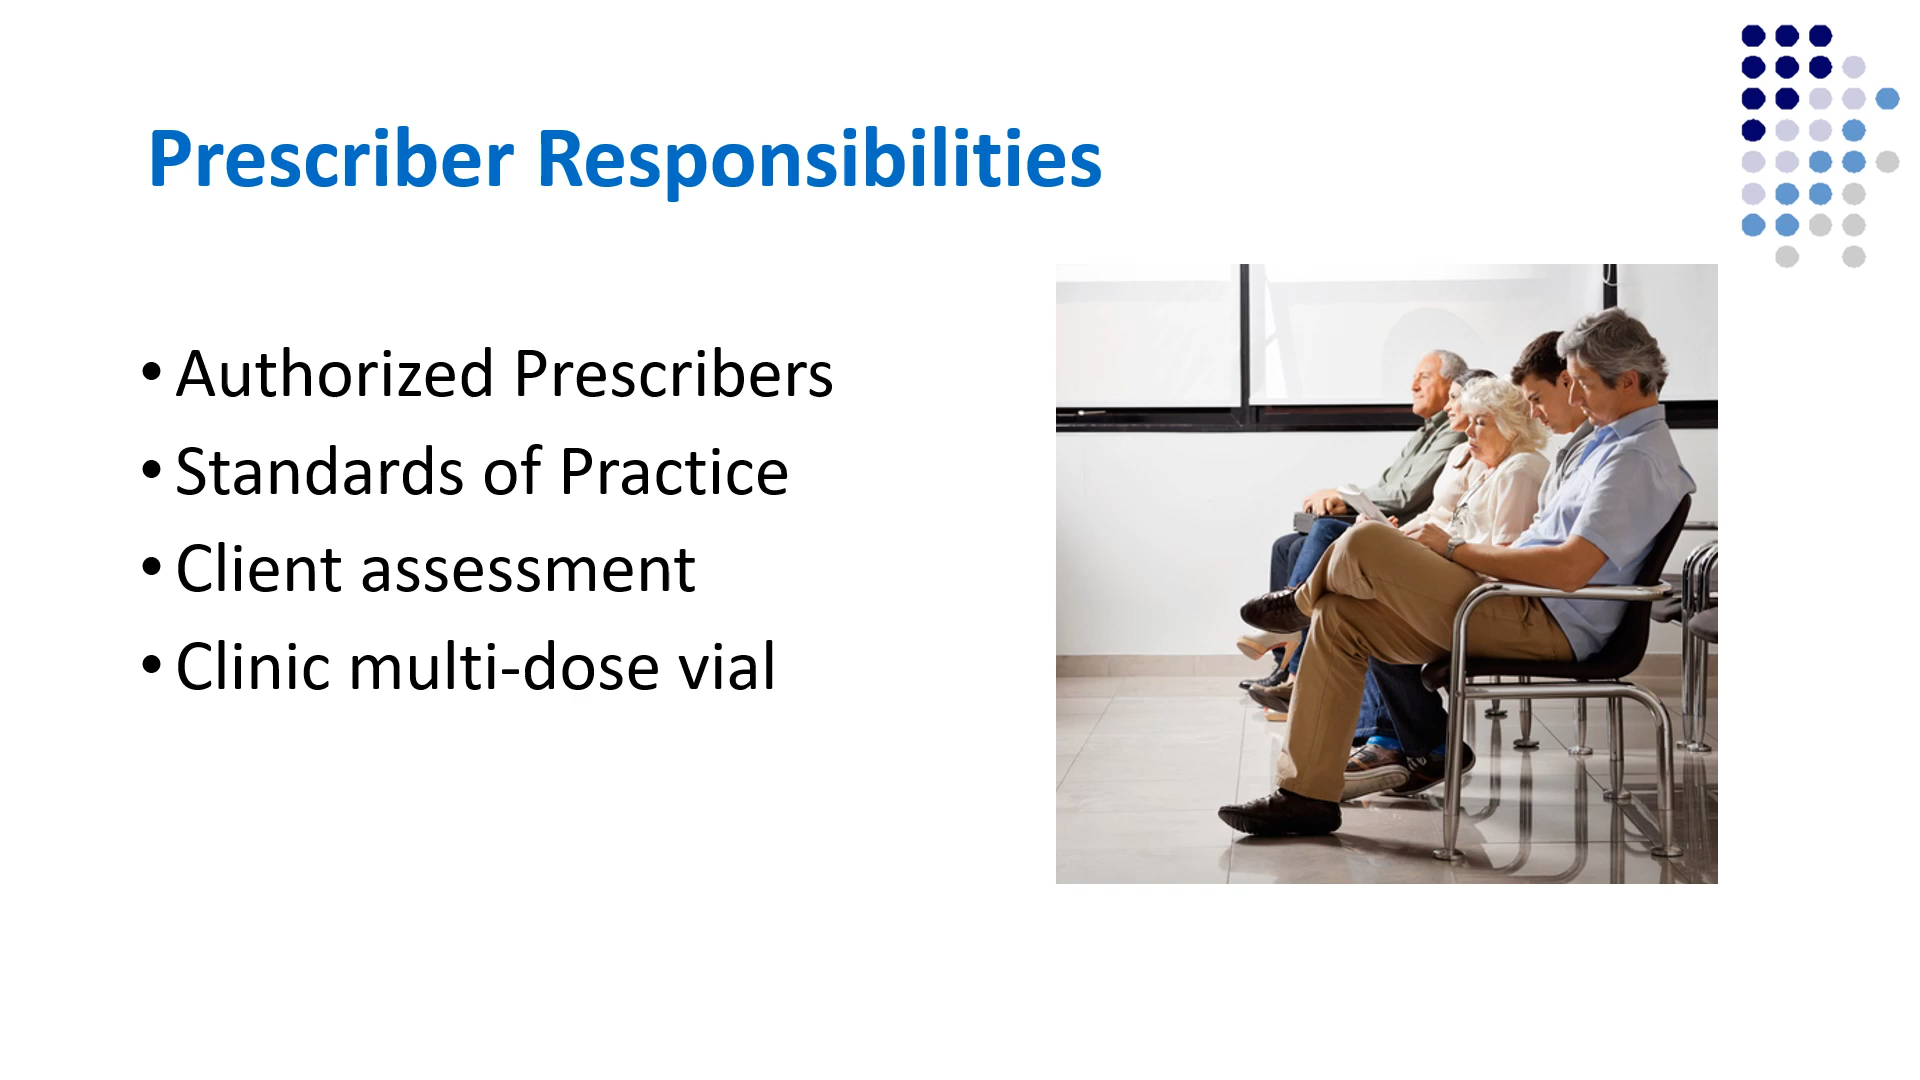 Prescriber Responsibilities
• Authorized Prescribers
• Standards of Practice
• Client assessment
• Clinic multi-dose vial